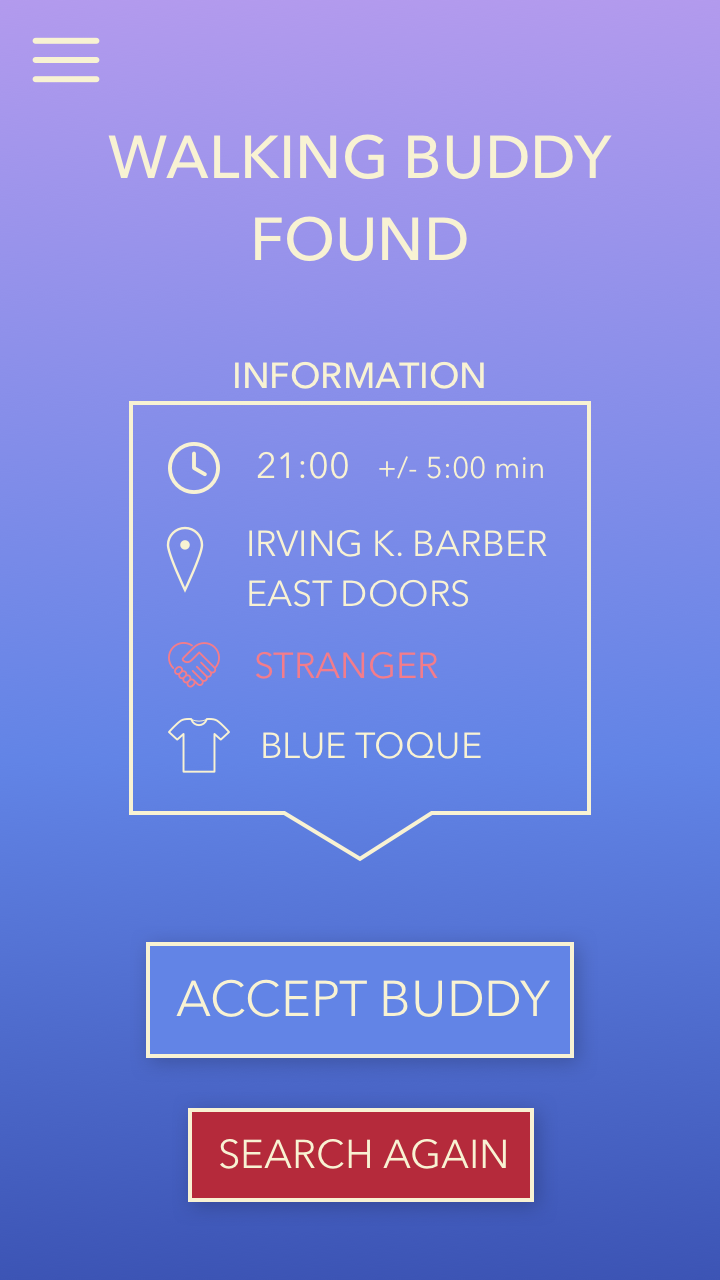 WALKING BUDDY
FOUND
INFORMATION
21:00 +/- 5:00 min
IRVING K. BARBER
EAST DOORS
STRANGER
BLUE TOQUE
ACCEPT BUDDY
SEARCH AGAIN